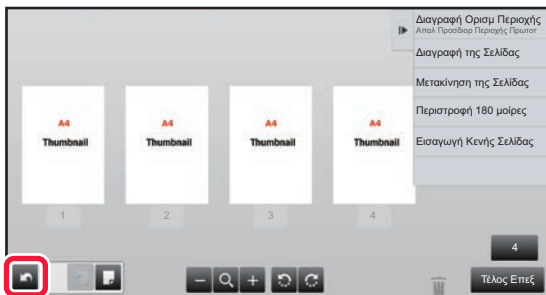 Διαγραφή Ορισμ Περιοχής
Απαλ Προσδιορ Περιοχής Πρωτοτ
Διαγραφή της Σελίδας
Μετακίνηση της Σελίδας
Περιστροφή 180 μοίρες
Εισαγωγή Κενής Σελίδας
A4 A4 A4 A4
Thumbnail Thumbnail Thumbnail Thumbnail
1 2 3 4
4
Τέλος Επεξ